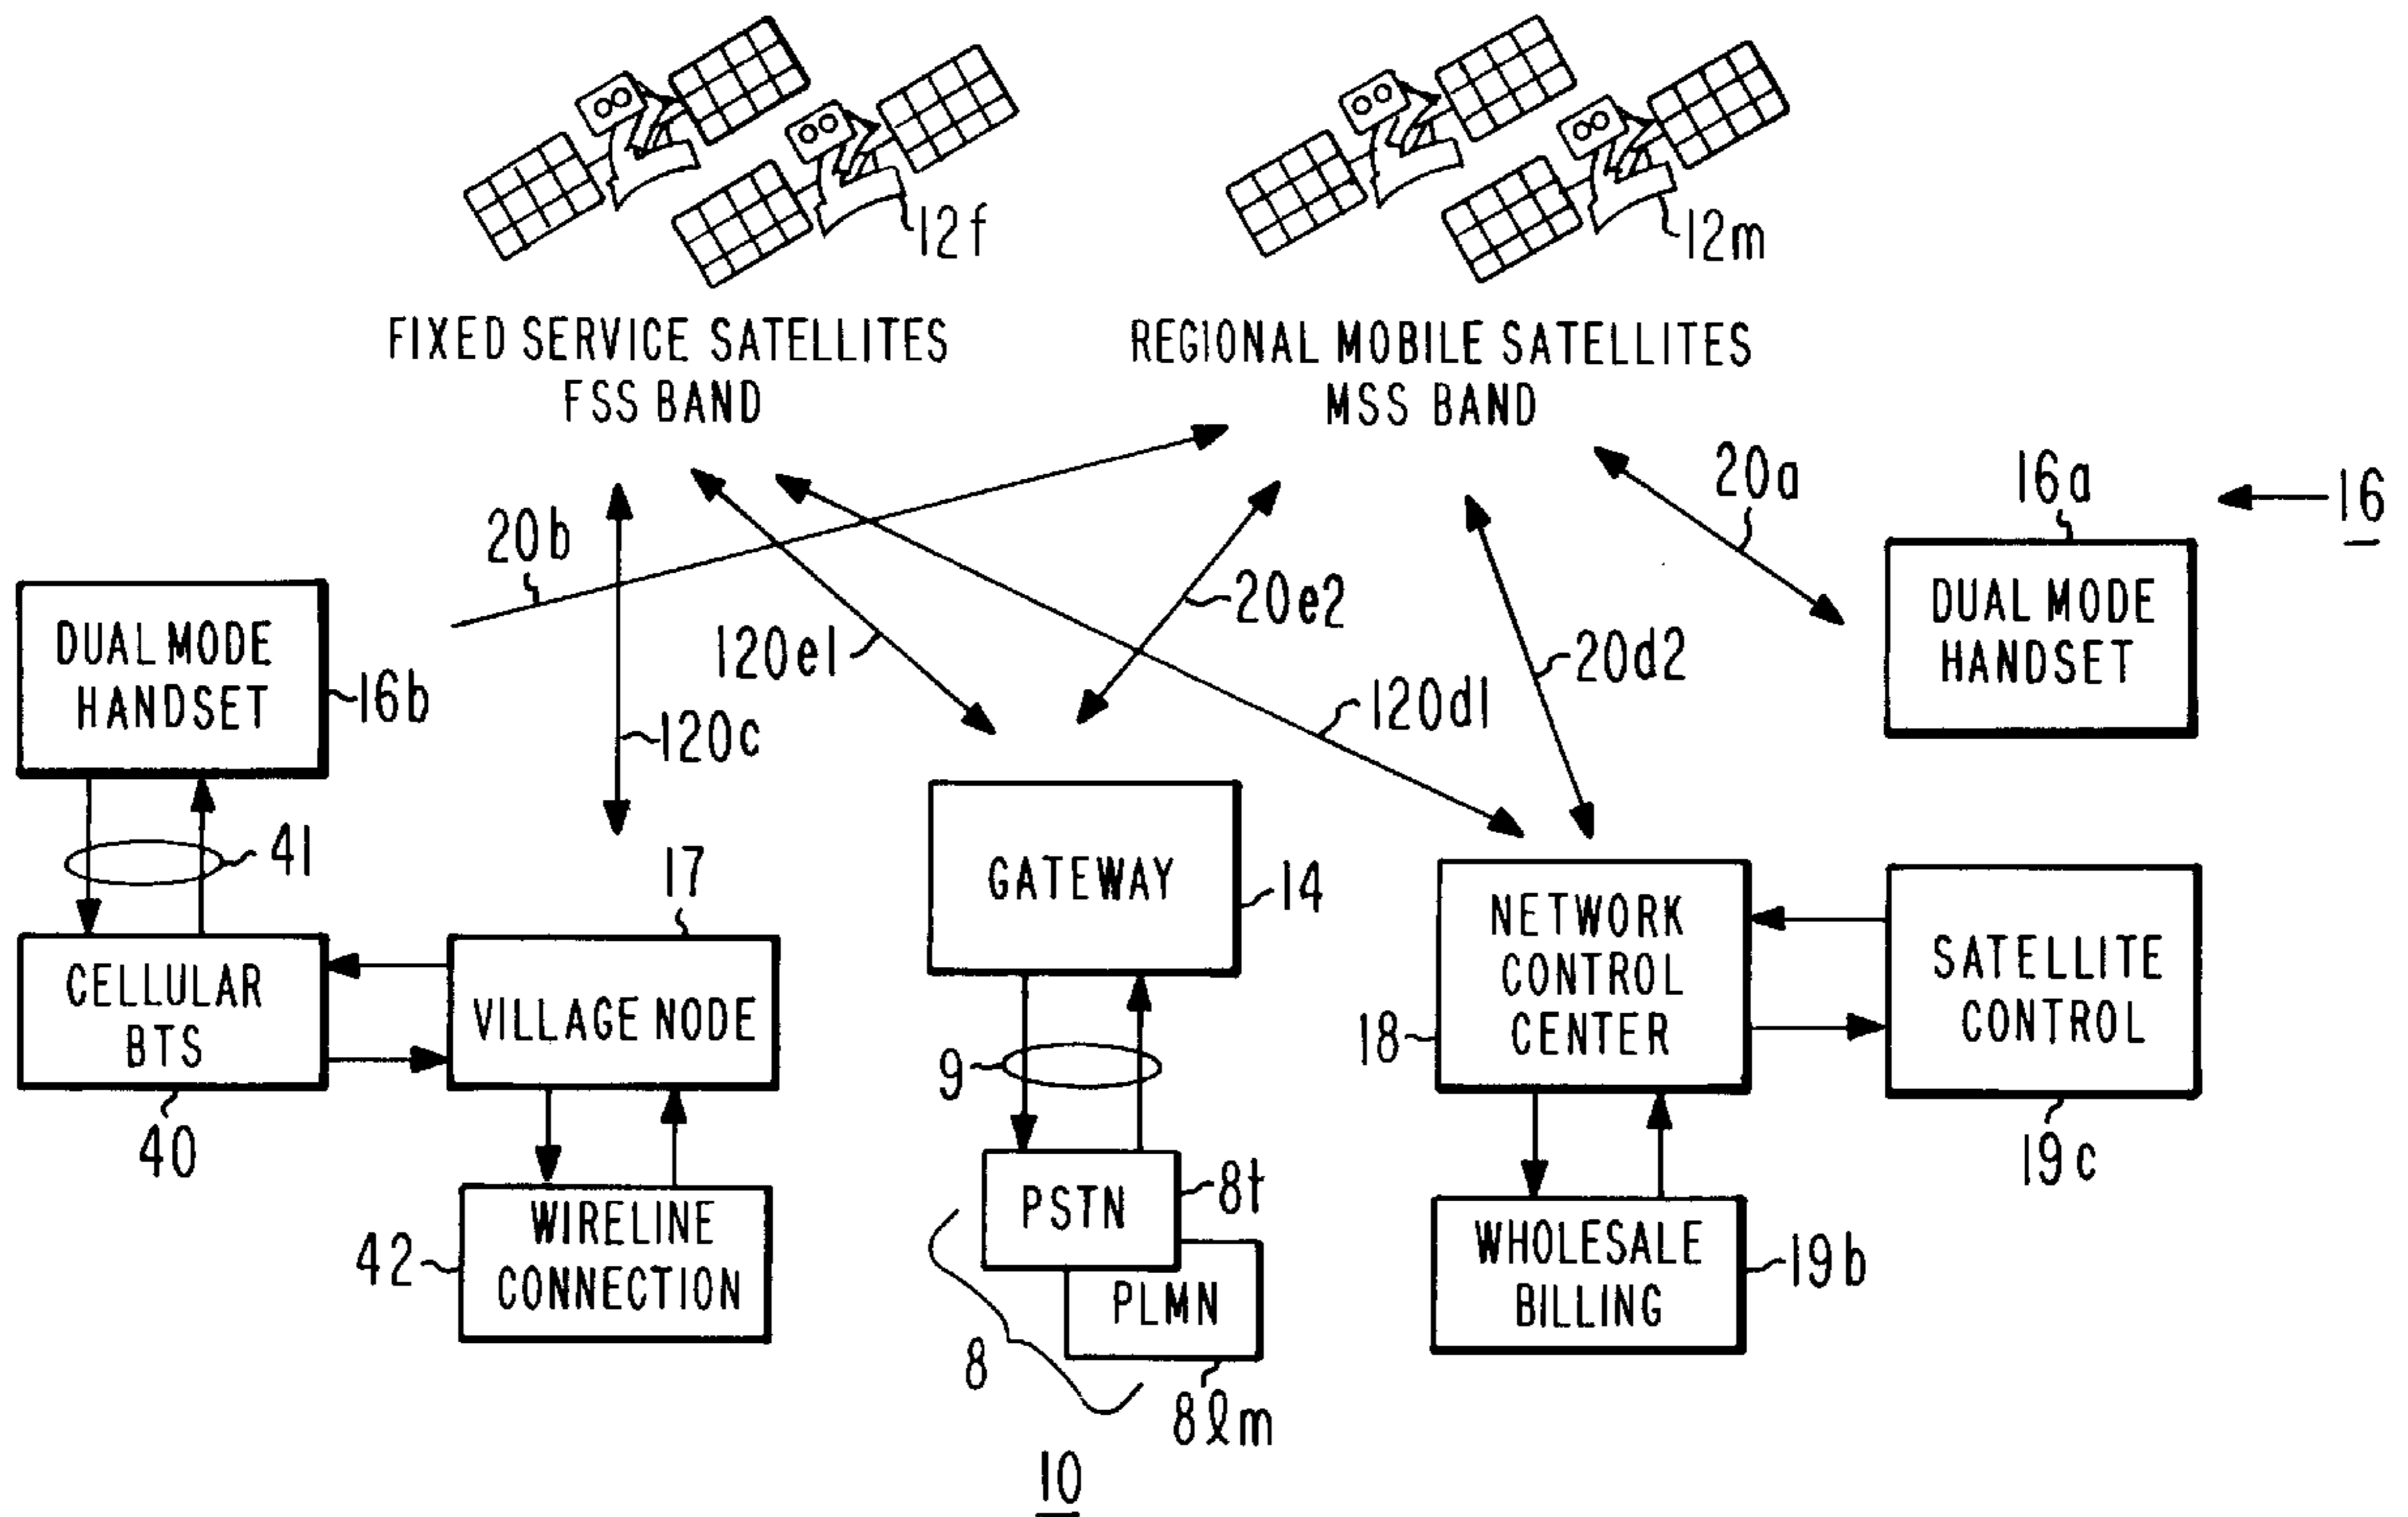 12f
12m
FIXED SERVICE SATELLITES
FSS BAND
REGIONAL MOBILE SATELLITES
MSS BAND
20b
20a
16a
16
DUAL MODE
HANDSET
16b
120e1
20e2
120c
120d1
20d2
DUAL MODE
HANDSET
41
17
GATEWAY
14
CELLULAR
BTS
40
VILLAGE NODE
9
18
NETWORK
CONTROL
CENTER
SATELLITE
CONTROL
19c
42
WIRELINE
CONNECTION
PSTN
8t
PLMN
8
8ℓm
WHOLESALE
BILLING
19b
10